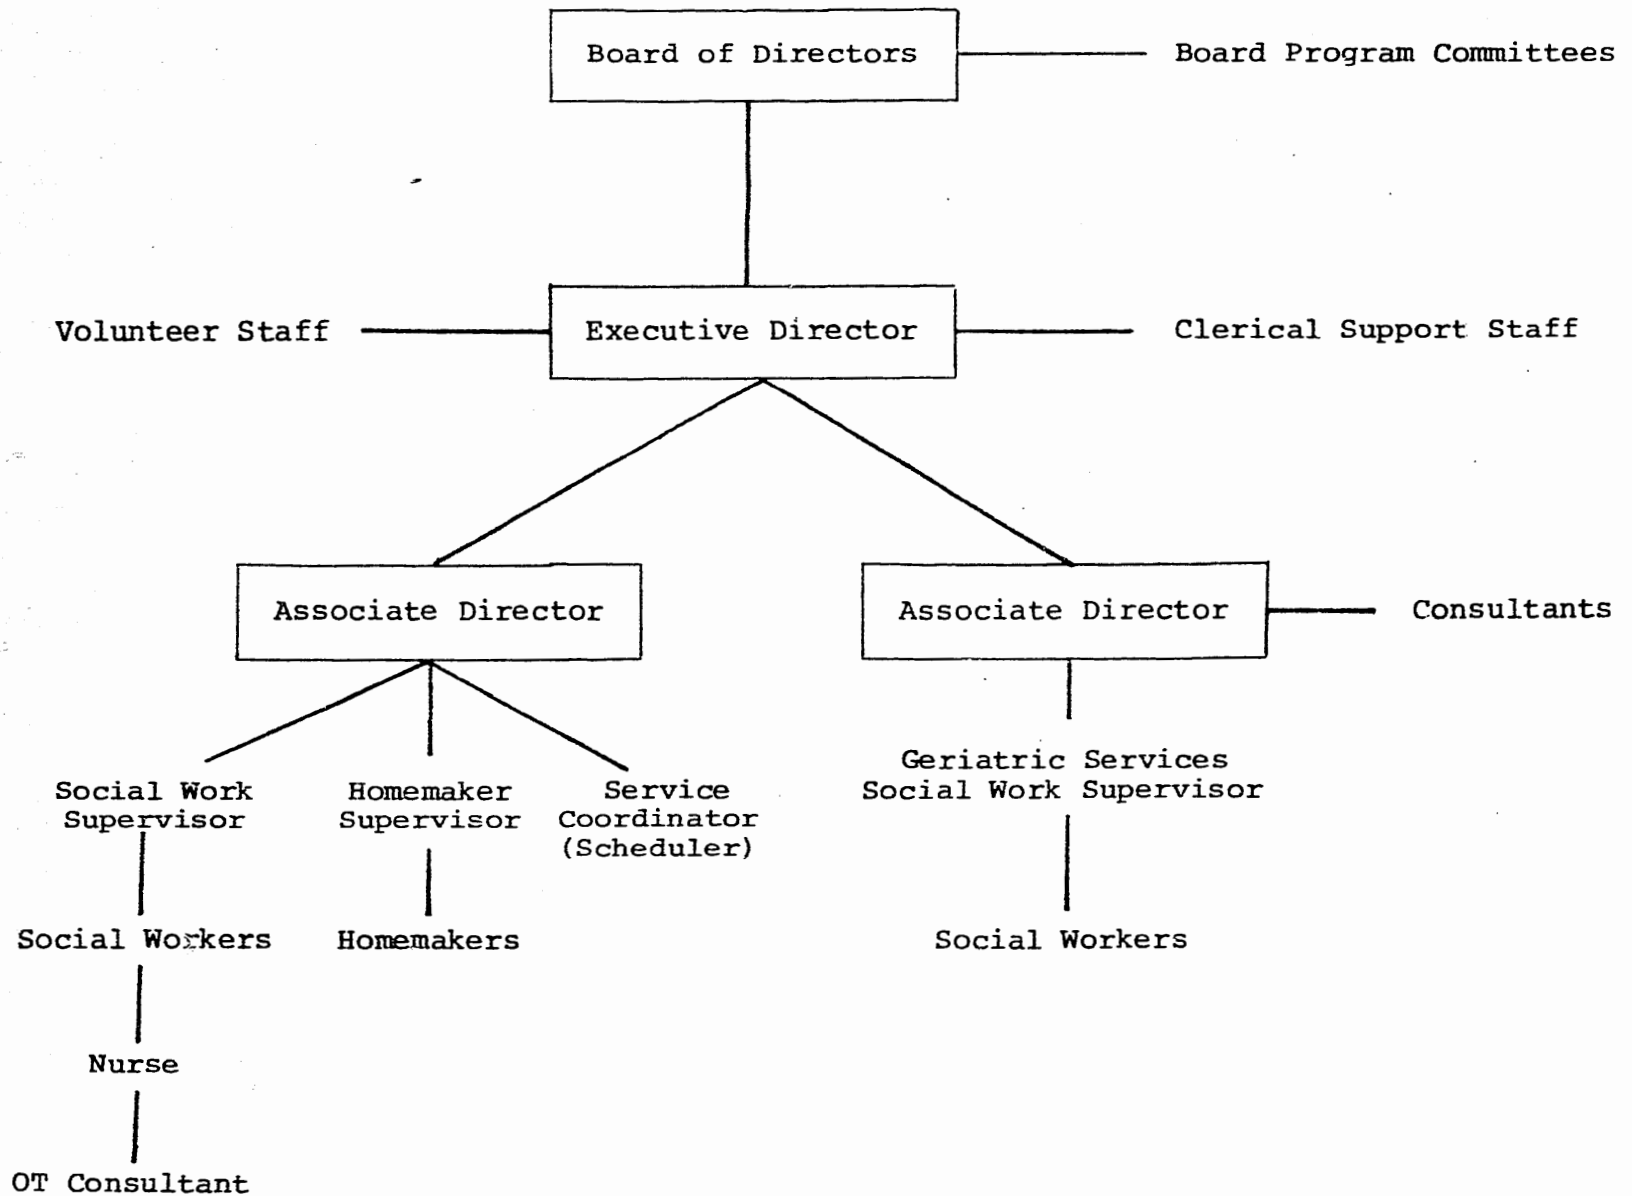 Board of Directors
Board Program Committees
Volunteer Staff
Executive Director
Clerical Support Staff
Associate Director
Associate Director
Consultants
Social Work
Supervisor
Homemaker
Supervisor
Service
Coordinator
(Scheduler)
Geriatric Services
Social Work Supervisor
Social Workers
Homemakers
Social Workers
Nurse
OT Consultant